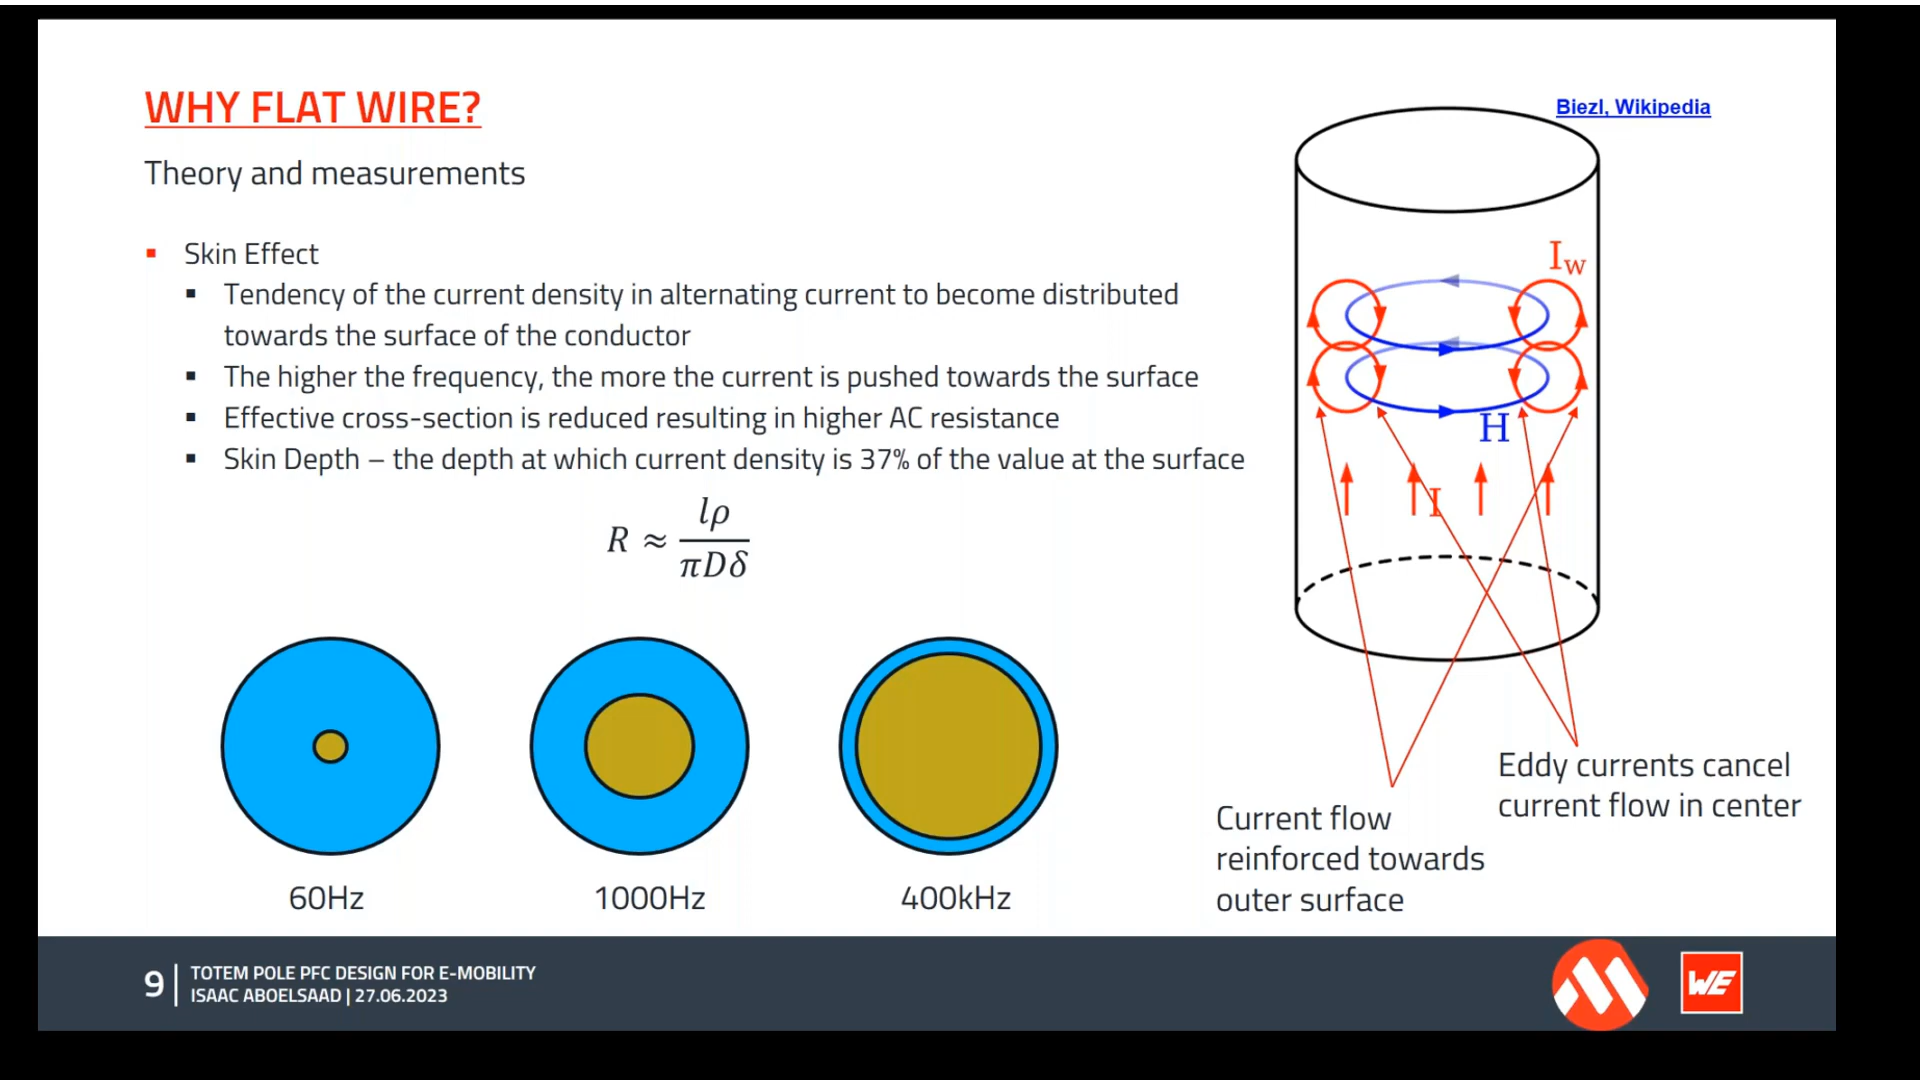 WHY FLAT WIRE?
Biezl, Wikipedia
Theory and measurements
Skin Effect
Tendency of the current density in alternating current to become distributed
towards the surface of the conductor
The higher the frequency, the more the current is pushed towards the surface
Effective cross-section is reduced resulting in higher AC resistance
Skin Depth – the depth at which current density is 37% of the value at the surface
R ≈ lρ / πDδ
I_w
H
I
60Hz
1000Hz
400kHz
Current flow
reinforced towards
outer surface
Eddy currents cancel
current flow in center
9
TOTEM POLE PFC DESIGN FOR E-MOBILITY
ISAAC ABOELSAAD | 27.06.2023
WE